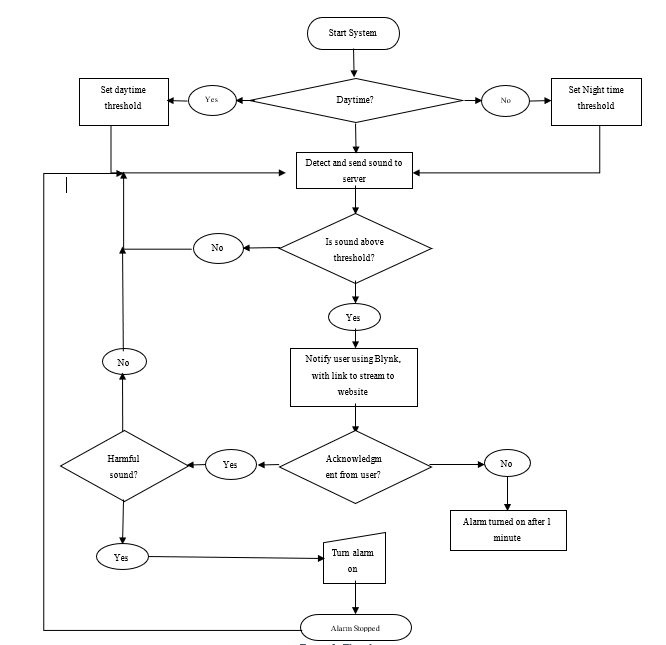 Start System
Set daytime
threshold
Yes
Daytime?
No
Set Night time
threshold
Detect and send sound to
server
No
Is sound above
threshold?
Yes
Notify user using Blynk,
with link to stream to
website
No
Harmful
sound?
Yes
Acknowledgm
ent from user?
No
Alarm turned on after 1
minute
Yes
Turn alarm
on
Alarm Stopped